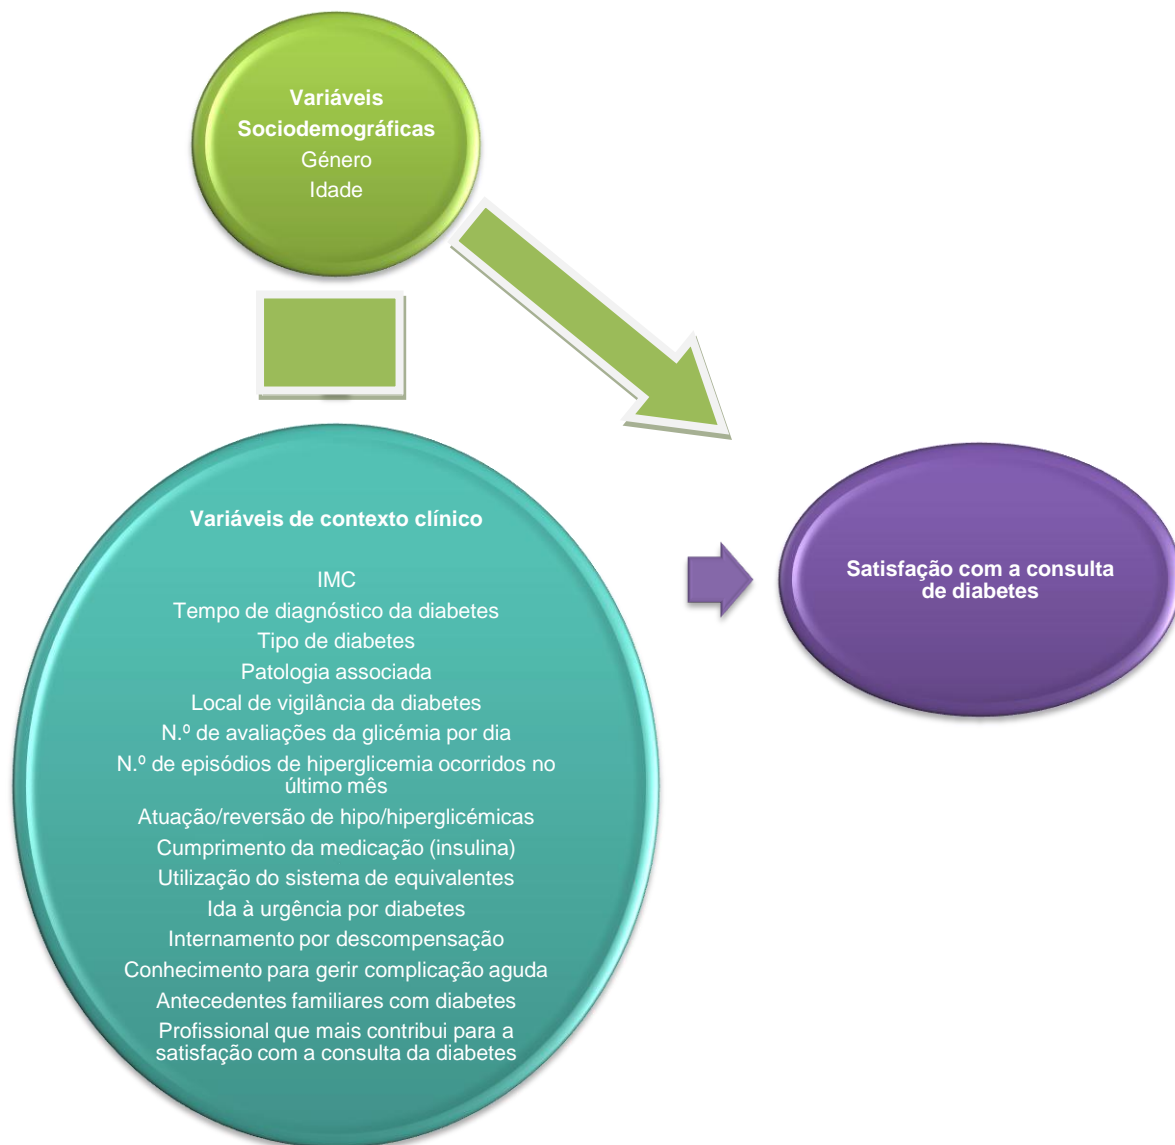 Variáveis
Sociodemográficas
Género
Idade
Variáveis de contexto clínico
IMC
Tempo de diagnóstico da diabetes
Tipo de diabetes
Patologia associada
Local de vigilância da diabetes
N.º de avaliações da glicémia por dia
N.º de episódios de hiperglicemia ocorridos no
último mês
Atuação/reversão de hipo/hiperglicémicas
Cumprimento da medicação (insulina)
Utilização do sistema de equivalentes
Ida à urgência por diabetes
Internamento por descompensação
Conhecimento para gerir complicação aguda
Antecedentes familiares com diabetes
Profissional que mais contribui para a
satisfação com a consulta da diabetes
Satisfação com a consulta
de diabetes